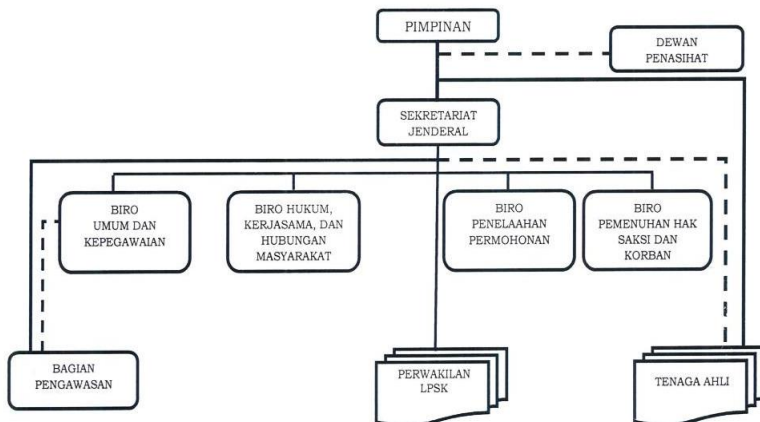 PIMPINAN
DEWAN
PENASIHAT
SEKRETARIAT
JENDERAL
BIRO
UMUM DAN
KEPEGAWAIAN
BIRO HUKUM,
KERJASAMA, DAN
HUBUNGAN
MASYARAKAT
BIRO
PENELAAHAN
PERMOHONAN
BIRO
PEMENUHAN HAK
SAKSI DAN
KORBAN
BAGIAN
PENGAWASAN
PERWAKILAN
LPSK
TENAGA AHLI